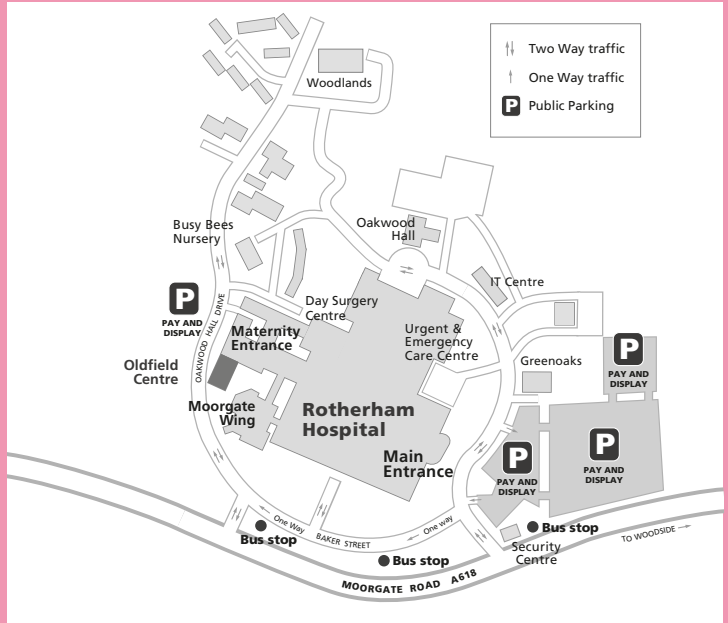 Two Way traffic
One Way traffic
P Public Parking
Woodlands
Busy Bees
Nursery
Oakwood
Hall
IT Centre
P
PAY AND
DISPLAY
OAKWOOD HALL DRIVE
Day Surgery
Centre
Maternity
Entrance
Urgent &
Emergency
Care Centre
Oldfield
Centre
Greenoaks
P
PAY AND
DISPLAY
Moorgate
Wing
Rotherham
Hospital
Main
Entrance
P
PAY AND
DISPLAY
P
PAY AND
DISPLAY
One Way
BAKER STREET
One way
Bus stop
Bus stop
Bus stop
Security
Centre
TO WOODSIDE
MOORGATE ROAD A618